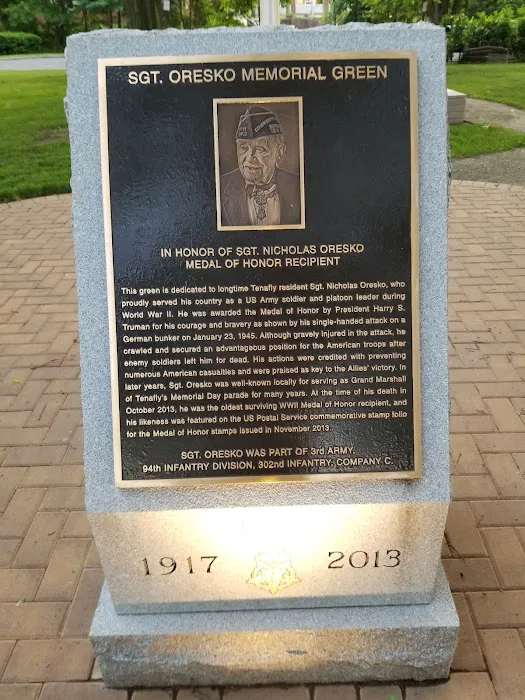 SGT. ORESKO MEMORIAL GREEN
IN HONOR OF SGT. NICHOLAS ORESKO
MEDAL OF HONOR RECIPIENT
This green is dedicated to longtime Tenafly resident Sgt. Nicholas Oresko, who
proudly served his country as a US Army soldier and platoon leader during
World War II. He was awarded the Medal of Honor by President Harry S.
Truman for his courage and bravery as shown by his single-handed attack on a
German bunker on January 23, 1945. Although gravely injured in the attack, he
crawled and secured an advantageous position for the American troops after
enemy soldiers left him for dead. His actions were credited with preventing
numerous American casualties and were praised as key to the Allies' victory. In
later years, Sgt. Oresko was well-known locally for serving as Grand Marshall
of Tenafly's Memorial Day parade for many years. At the time of his death in
October 2013, he was the oldest surviving WWII Medal of Honor recipient, and
his likeness was featured on the US Postal Service commemorative stamp folio
for the Medal of Honor stamps issued in November 2013.
SGT. ORESKO WAS PART OF 3rd ARMY,
94th INFANTRY DIVISION, 302nd INFANTRY, COMPANY C.
1917 2013